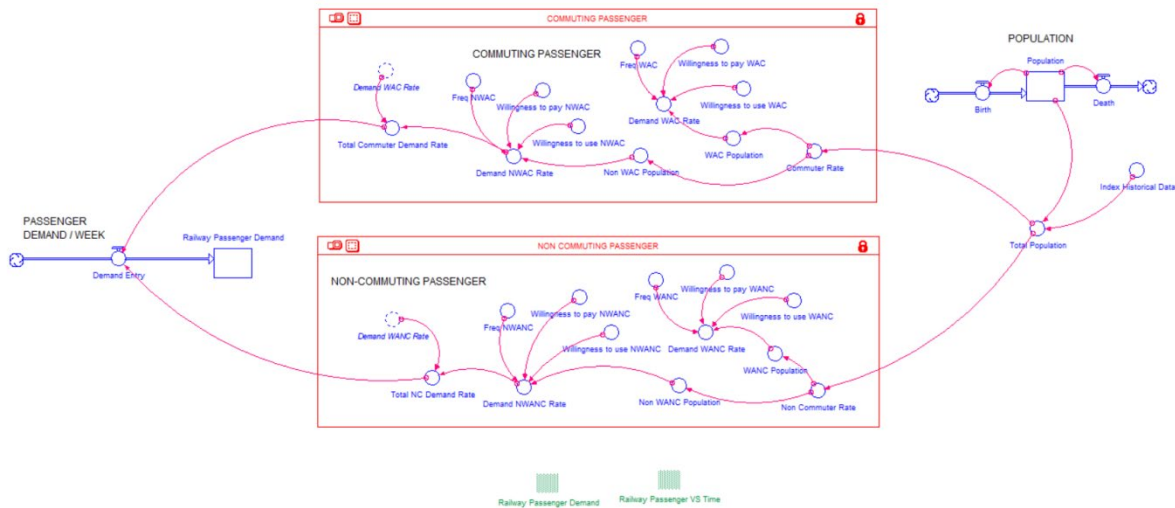 COMMUTING PASSENGER
COMMUTING PASSENGER
Demand WAC Rate
Freq NWAC
Willingness to pay NWAC
Willingness to use NWAC
Freq WAC
Willingness to pay WAC
Willingness to use WAC
Demand WAC Rate
Total Commuter Demand Rate
Demand NWAC Rate
Non WAC Population
WAC Population
Commuter Rate
POPULATION
Population
Birth
Death
Index Historical Data
Total Population
PASSENGER
DEMAND / WEEK
Railway Passenger Demand
Demand Entry
NON COMMUTING PASSENGER
NON-COMMUTING PASSENGER
Demand WANC Rate
Freq NWANC
Willingness to pay NWANC
Willingness to use NWANC
Freq WANC
Willingness to pay WANC
Willingness to use WANC
Demand WANC Rate
WANC Population
Total NC Demand Rate
Demand NWANC Rate
Non WANC Population
Non Commuter Rate
Railway Passenger Demand
Railway Passenger VS Time